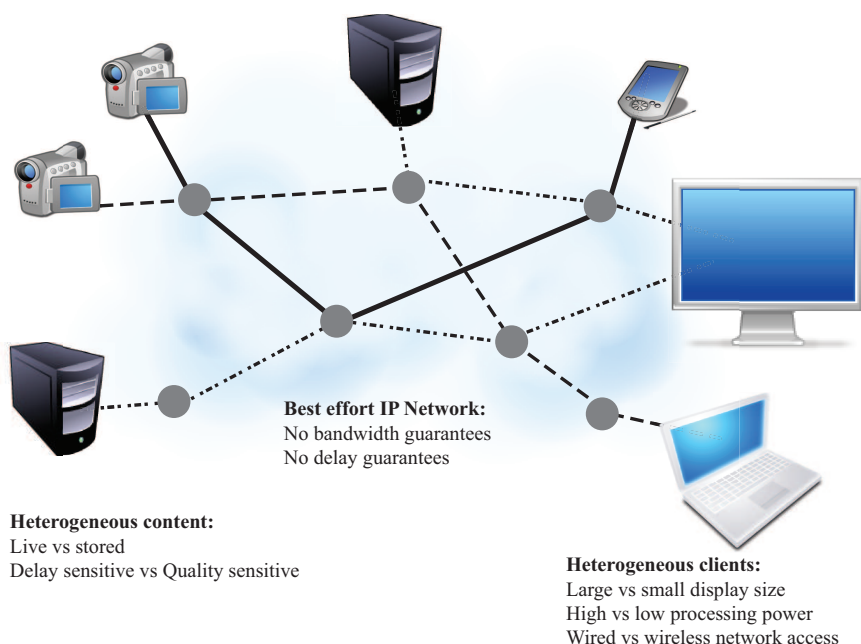 Best effort IP Network:
No bandwidth guarantees
No delay guarantees
Heterogeneous content:
Live vs stored
Delay sensitive vs Quality sensitive
Heterogeneous clients:
Large vs small display size
High vs low processing power
Wired vs wireless network access